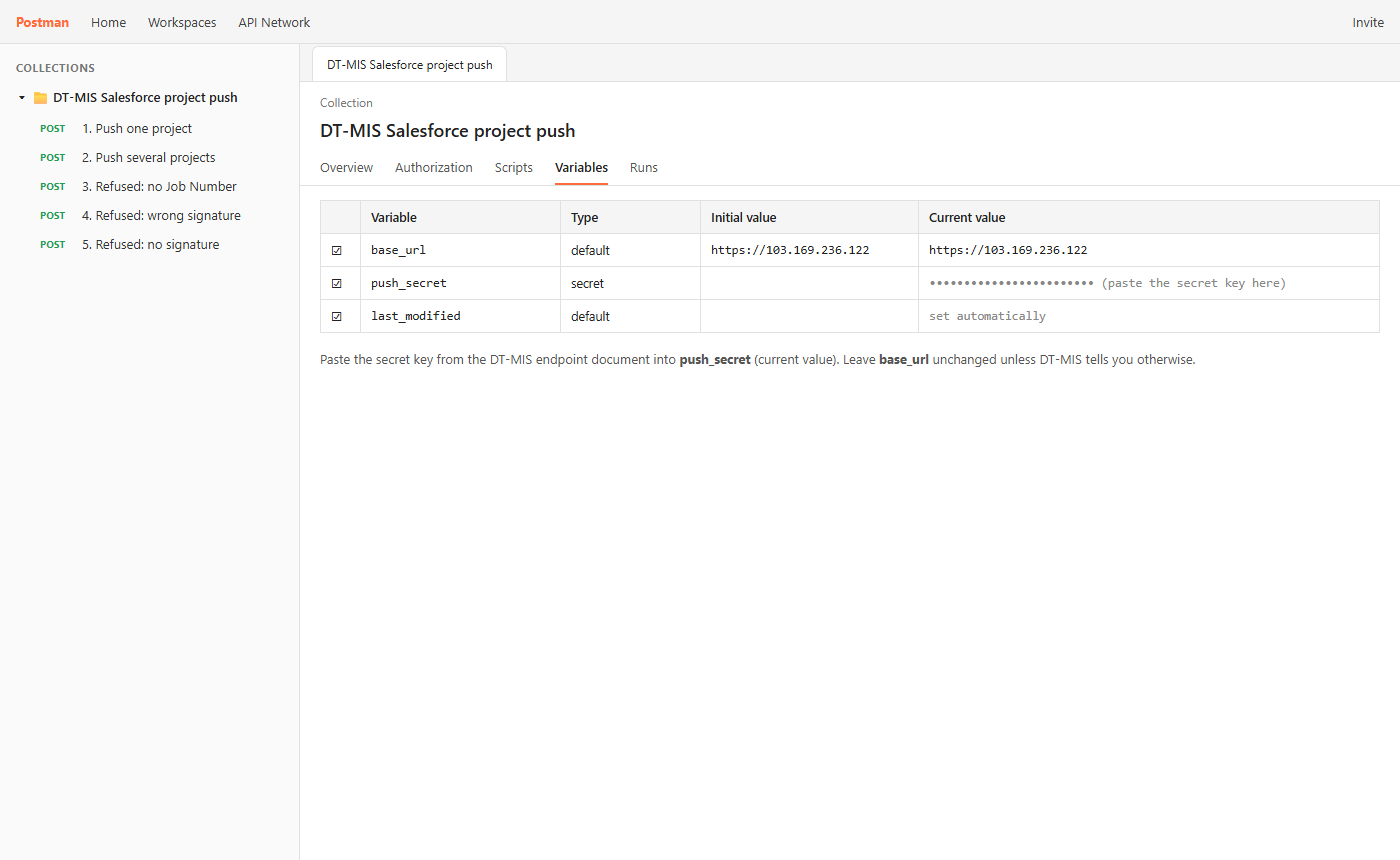 Postman Home Workspaces API Network Invite
COLLECTIONS
DT-MIS Salesforce project push
POST 1. Push one project
POST 2. Push several projects
POST 3. Refused: no Job Number
POST 4. Refused: wrong signature
POST 5. Refused: no signature
DT-MIS Salesforce project push
Collection
DT-MIS Salesforce project push
Overview Authorization Scripts Variables Runs
Variable Type Initial value Current value
base_url default https://103.169.236.122 https://103.169.236.122
push_secret secret •••••••••••••••••••••••• (paste the secret key here)
last_modified default set automatically
Paste the secret key from the DT-MIS endpoint document into push_secret (current value). Leave base_url unchanged unless DT-MIS tells you otherwise.